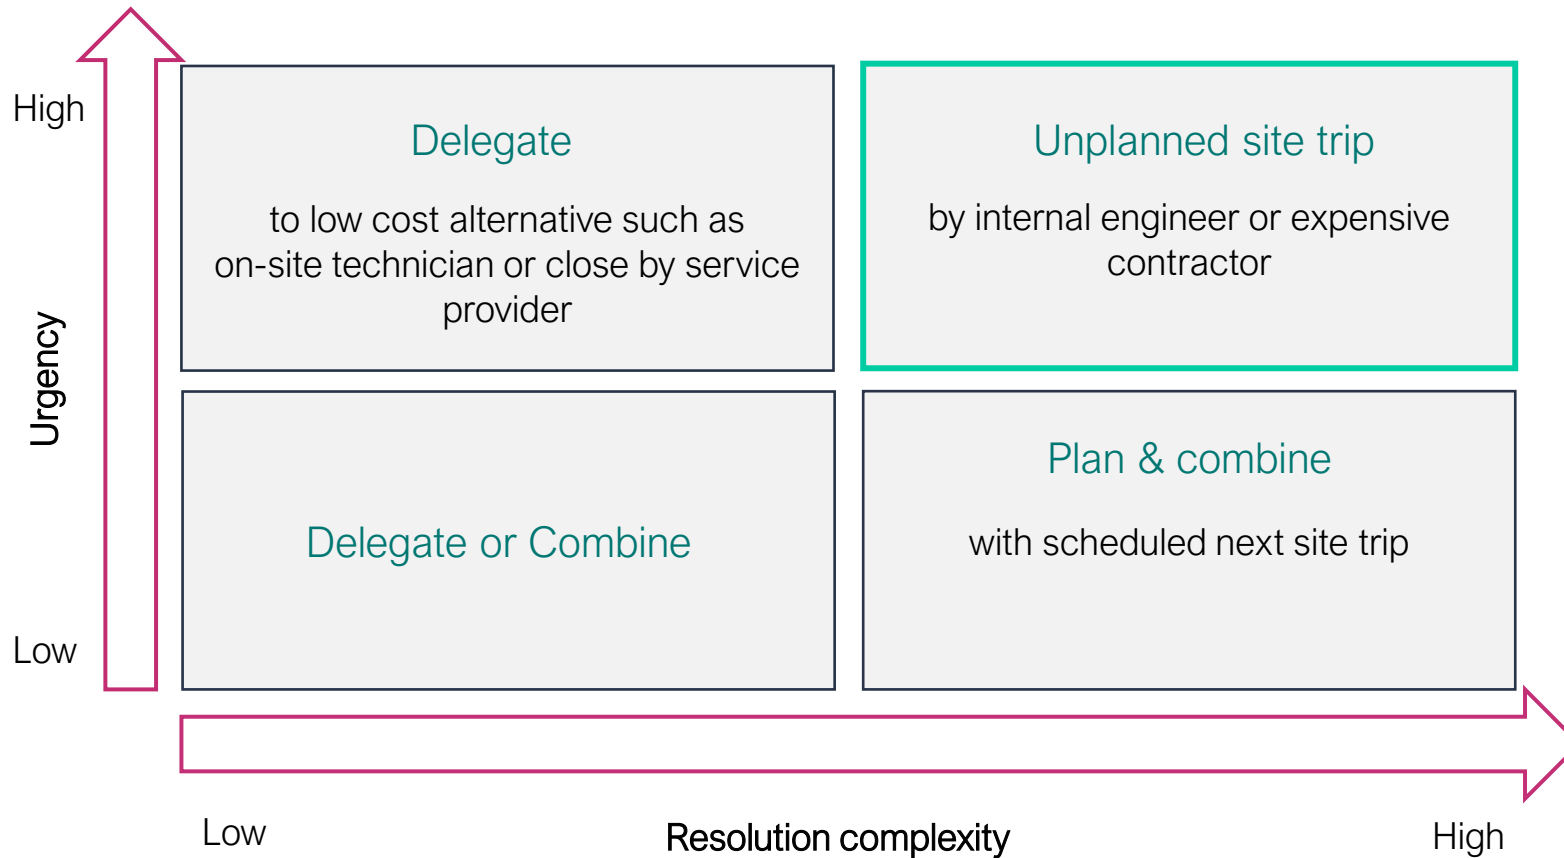 High
Delegate
to low cost alternative such as
on-site technician or close by service
provider
Unplanned site trip
by internal engineer or expensive
contractor
Urgency
Delegate or Combine
Plan & combine
with scheduled next site trip
Low
Low
Resolution complexity
High